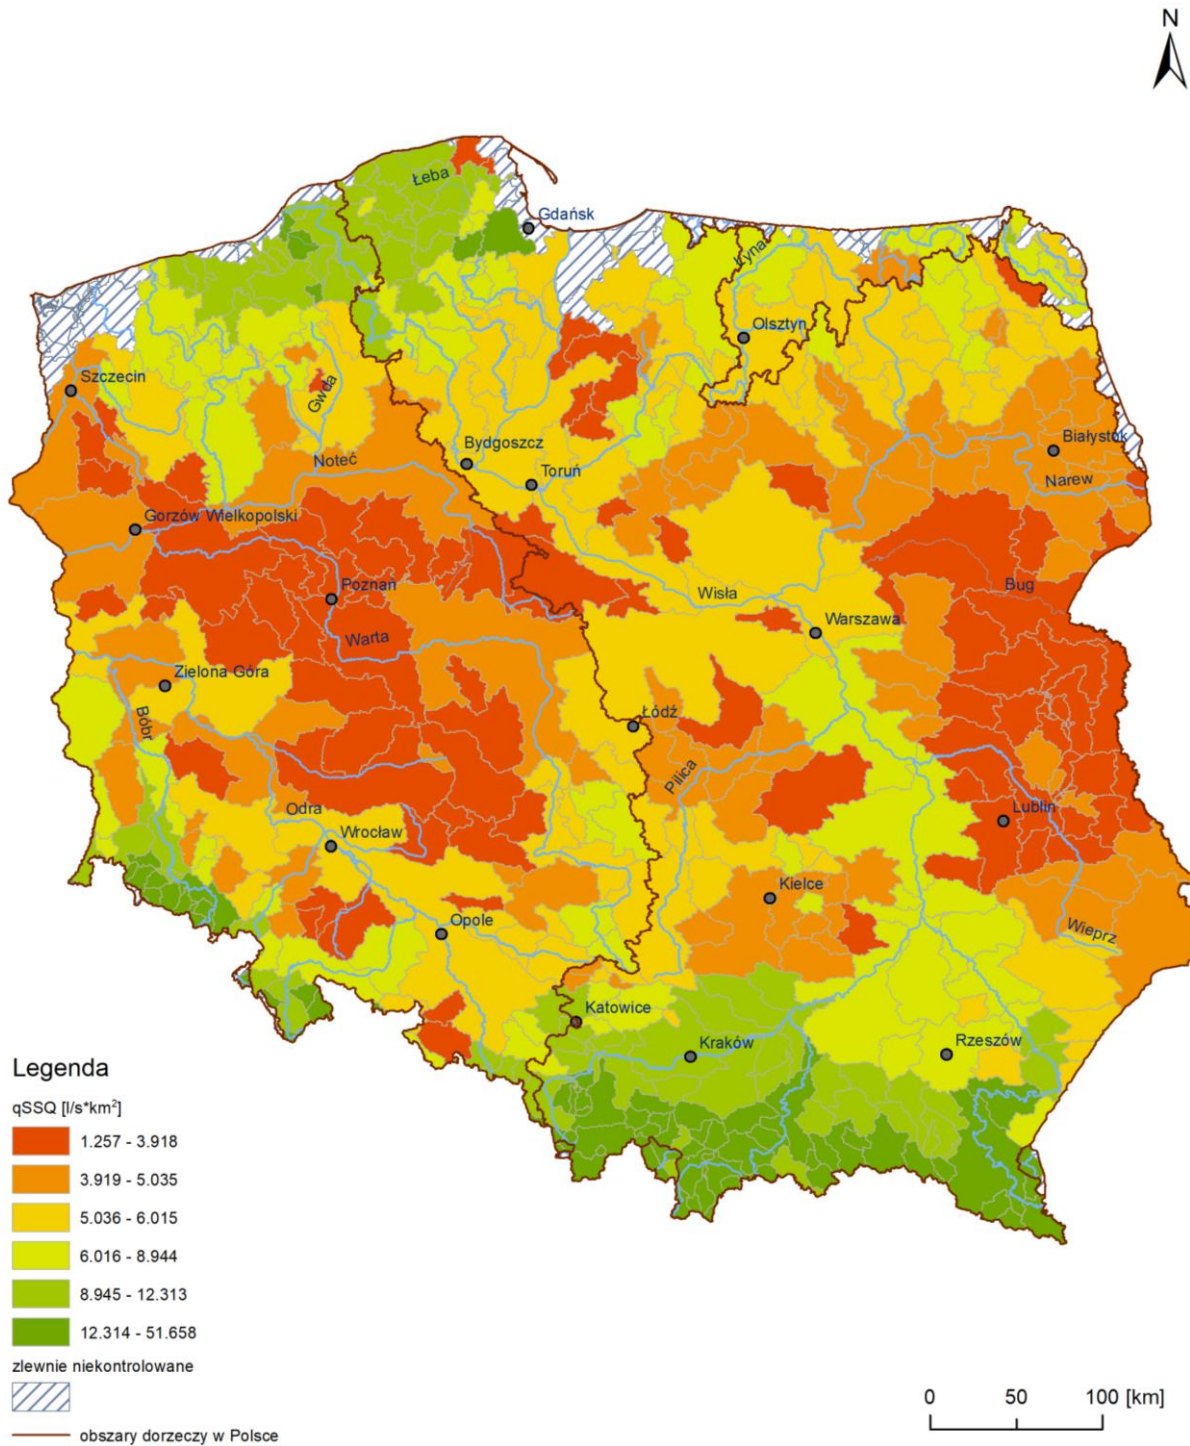 N
Łeba
Gdańsk
Łyna
Olsztyn
Szczecin
Gwda
Białystok
Bydgoszcz
Noteć
Toruń
Narew
Gorzów Wielkopolski
Poznań
Bug
Wisła
Warszawa
Warta
Zielona Góra
Bóbr
Łódź
Pilica
Odra
Lublin
Wrocław
Kielce
Opole
Wieprz
Katowice
Kraków
Rzeszów
Legenda
qSSQ [l/s*km²]
1.257 - 3.918
3.919 - 5.035
5.036 - 6.015
6.016 - 8.944
8.945 - 12.313
12.314 - 51.658
zlewnie niekontrolowane
obszary dorzeczy w Polsce
0 50 100 [km]